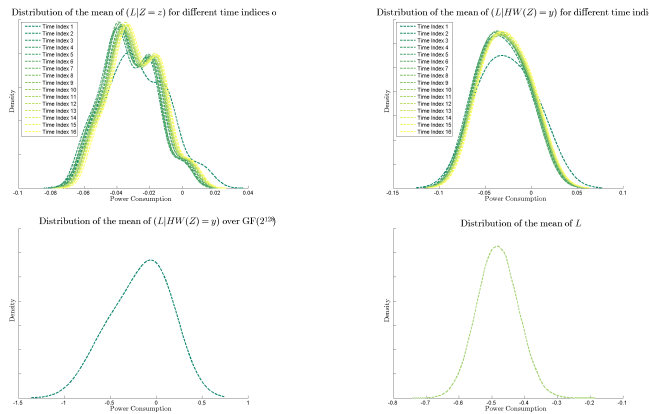 Distribution of the mean of (L|Z = z) for different time indices o
Time Index 1
Time Index 2
Time Index 3
Time Index 4
Time Index 5
Time Index 6
Time Index 7
Time Index 8
Time Index 9
Time Index 10
Time Index 11
Time Index 12
Time Index 13
Time Index 14
Time Index 15
Time Index 16
Density
-0.1 -0.08 -0.06 -0.04 -0.02 0 0.02 0.04
Power Consumption
Distribution of the mean of (L|HW(Z) = y) for different time indi
Time Index 1
Time Index 2
Time Index 3
Time Index 4
Time Index 5
Time Index 6
Time Index 7
Time Index 8
Time Index 9
Time Index 10
Time Index 11
Time Index 12
Time Index 13
Time Index 14
Time Index 15
Time Index 16
Density
-0.15 -0.1 -0.05 0 0.05 0.1
Power Consumption
Distribution of the mean of (L|HW(Z) = y) over GF(2¹²⁸)
Density
-1.5 -1 -0.5 0 0.5 1
Power Consumption
Distribution of the mean of L
Density
-0.8 -0.7 -0.6 -0.5 -0.4 -0.3 -0.2 -0.1
Power Consumption